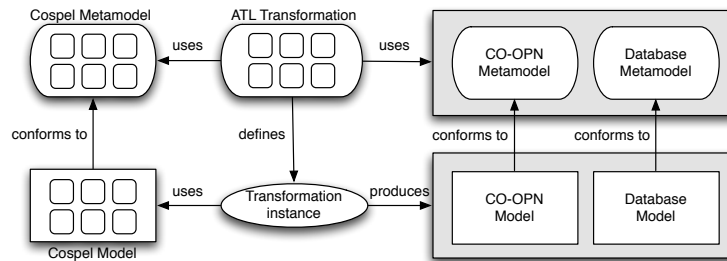 Cospel Metamodel
ATL Transformation
uses
uses
CO-OPN
Metamodel
Database
Metamodel
conforms to
defines
conforms to
conforms to
uses
Transformation
instance
produces
CO-OPN
Model
Database
Model
Cospel Model